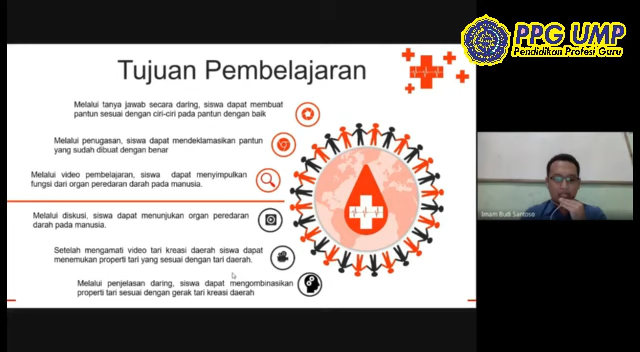 PPG UMP
Pendidikan Profesi Guru
Tujuan Pembelajaran
Melalui tanya jawab secara daring, siswa dapat membuat
pantun sesuai dengan ciri-ciri pada pantun dengan baik
Melalui penugasan, siswa dapat mendeklamasikan pantun
yang sudah dibuat dengan benar
Melalui video pembelajaran, siswa dapat menyimpulkan
fungsi dari organ peredaran darah pada manusia.
Melalui diskusi, siswa dapat menunjukan organ peredaran
darah pada manusia.
Setelah mengamati video tari kreasi daerah siswa dapat
menemukan properti tari yang sesuai dengan tari daerah.
Melalui penjelasan daring, siswa dapat mengombinasikan
properti tari sesuai dengan gerak tari kreasi daerah
Imam Budi Santoso